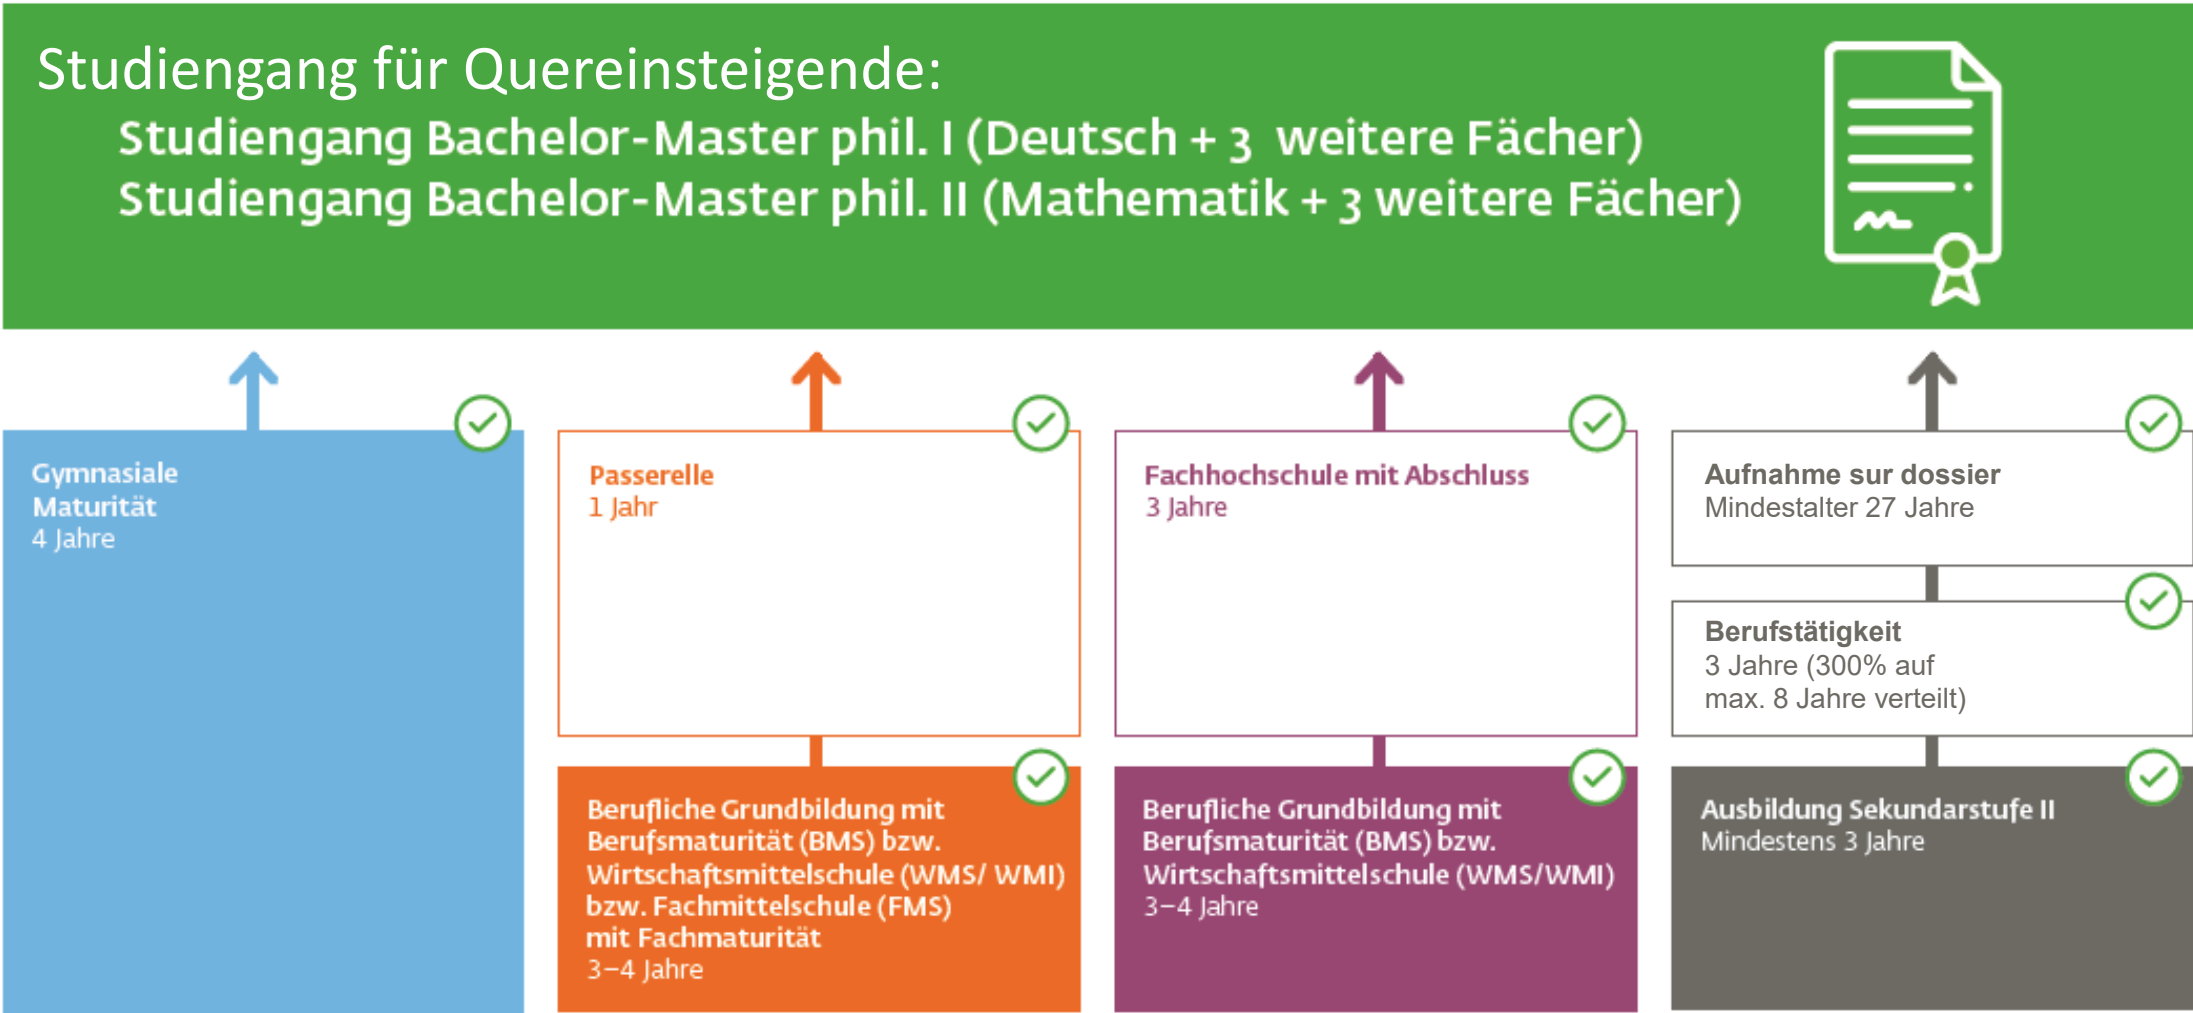 Studiengang für Quereinsteigende:
Studiengang Bachelor-Master phil. I (Deutsch + 3 weitere Fächer)
Studiengang Bachelor-Master phil. II (Mathematik + 3 weitere Fächer)
Gymnasiale
Maturität
4 Jahre
Passerelle
1 Jahr
Berufliche Grundbildung mit
Berufsmaturität (BMS) bzw.
Wirtschaftsmittelschule (WMS/ WMI)
bzw. Fachmittelschule (FMS)
mit Fachmaturität
3–4 Jahre
Fachhochschule mit Abschluss
3 Jahre
Berufliche Grundbildung mit
Berufsmaturität (BMS) bzw.
Wirtschaftsmittelschule (WMS/WMI)
3–4 Jahre
Aufnahme sur dossier
Mindestalter 27 Jahre
Berufstätigkeit
3 Jahre (300% auf
max. 8 Jahre verteilt)
Ausbildung Sekundarstufe II
Mindestens 3 Jahre